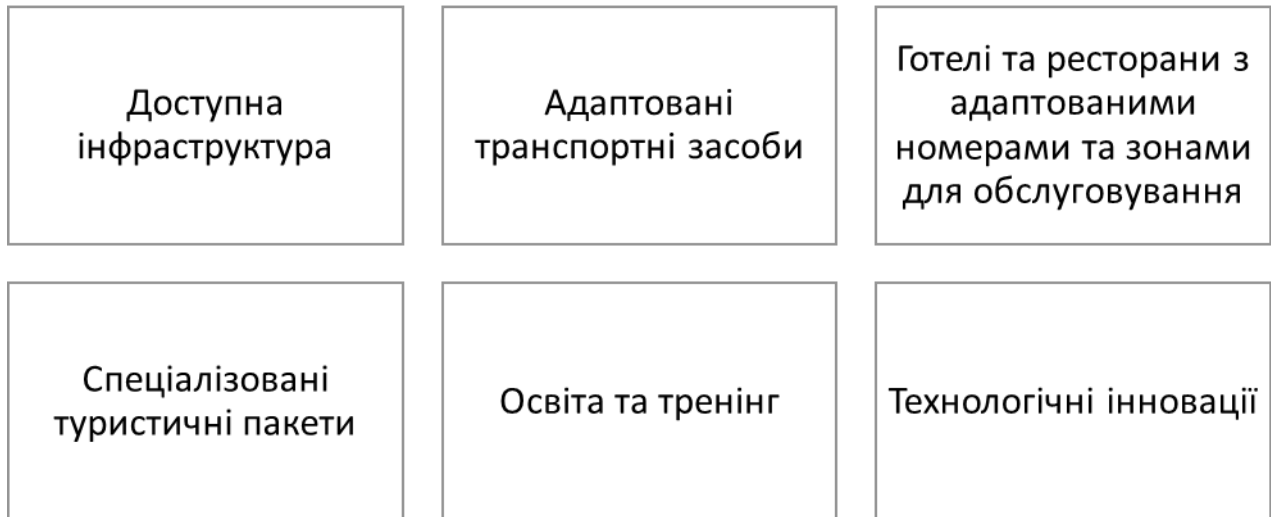 Доступна
інфраструктура
Адаптовані
транспортні засоби
Готелі та ресторани з
адаптованими
номерами та зонами
для обслуговування
Спеціалізовані
туристичні пакети
Освіта та тренінг
Технологічні інновації